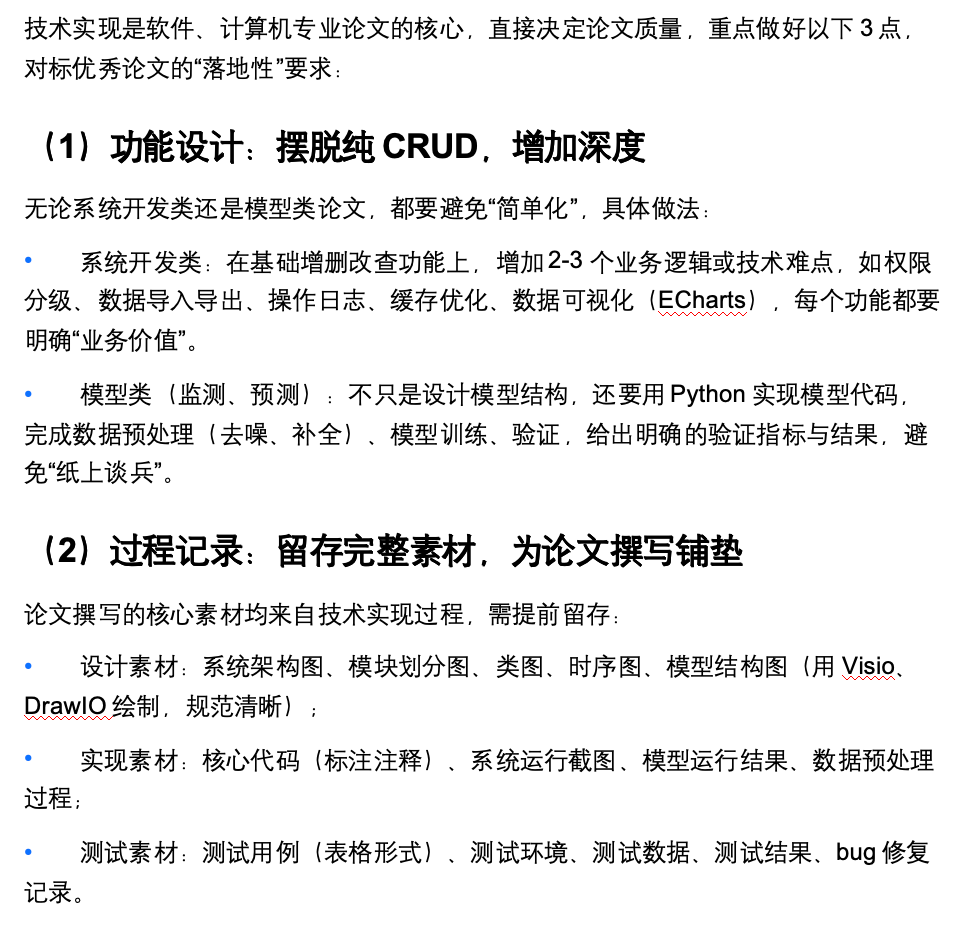 技术实现是软件、计算机专业论文的核心，直接决定论文质量，重点做好以下 3 点，
对标优秀论文的“落地性”要求：
（1）功能设计：摆脱纯 CRUD，增加深度
无论系统开发类还是模型类论文，都要避免“简单化”，具体做法：
• 系统开发类：在基础增删改查功能上，增加 2-3 个业务逻辑或技术难点，如权限
分级、数据导入导出、操作日志、缓存优化、数据可视化（ECharts），每个功能都要
明确“业务价值”。
• 模型类（监测、预测）：不只是设计模型结构，还要用 Python 实现模型代码，
完成数据预处理（去噪、补全）、模型训练、验证，给出明确的验证指标与结果，避
免“纸上谈兵”。
（2）过程记录：留存完整素材，为论文撰写铺垫
论文撰写的核心素材均来自技术实现过程，需提前留存：
• 设计素材：系统架构图、模块划分图、类图、时序图、模型结构图（用 Visio、
DrawIO 绘制，规范清晰）；
• 实现素材：核心代码（标注注释）、系统运行截图、模型运行结果、数据预处理
过程；
• 测试素材：测试用例（表格形式）、测试环境、测试数据、测试结果、bug 修复
记录。